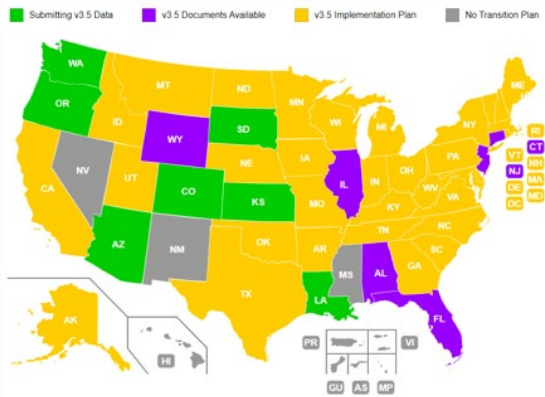 Submitting v3.5 Data
v3.5 Documents Available
v3.5 Implementation Plan
No Transition Plan
WA
MT
ND
MN
ME
OR
ID
WY
SD
WI
MI
NY
RI
CT
VT
NH
NJ
MA
DE
MD
DC
NV
UT
CO
NE
IA
IL
IN
OH
PA
CA
KS
MO
KY
WV
VA
AZ
NM
OK
AR
TN
NC
SC
TX
LA
MS
AL
GA
FL
AK
HI
PR
VI
GU
AS
MP